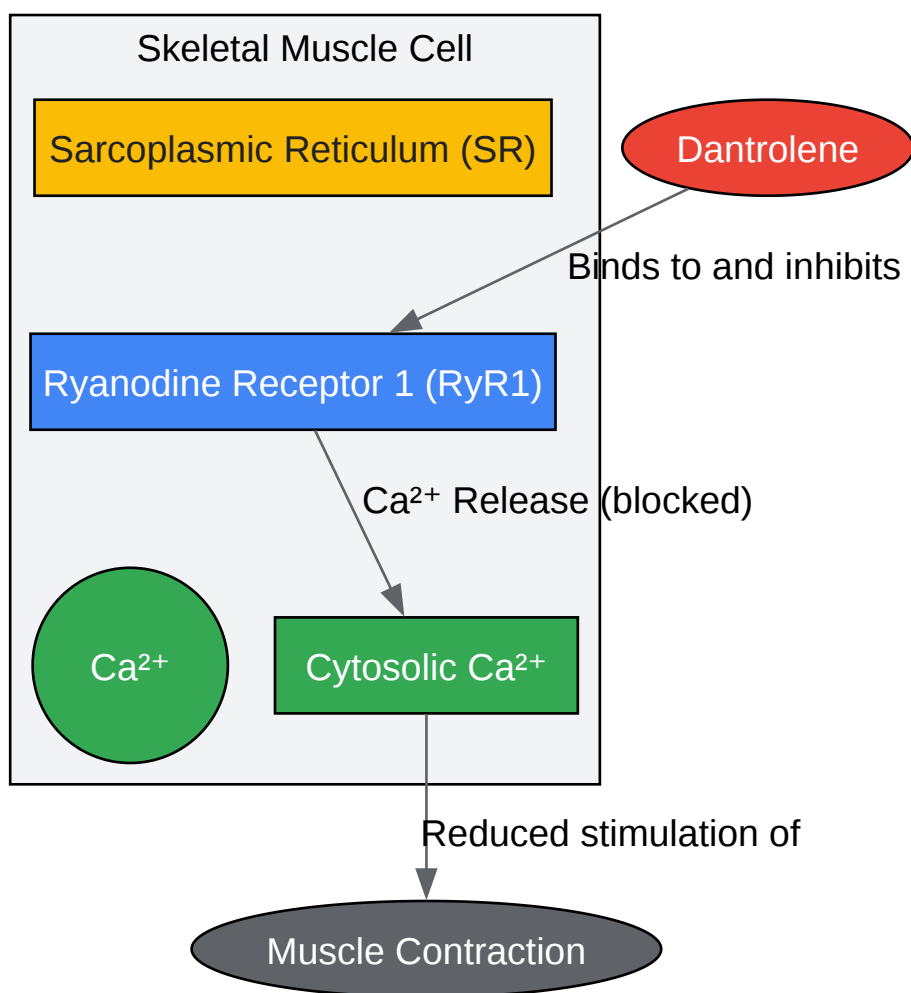 Skeletal Muscle Cell
Sarcoplasmic Reticulum (SR)
Dantrolene
Binds to and inhibits
Ryanodine Receptor 1 (RyR1)
Ca²⁺ Release (blocked)
Ca²⁺
Cytosolic Ca²⁺
Reduced stimulation of
Muscle Contraction